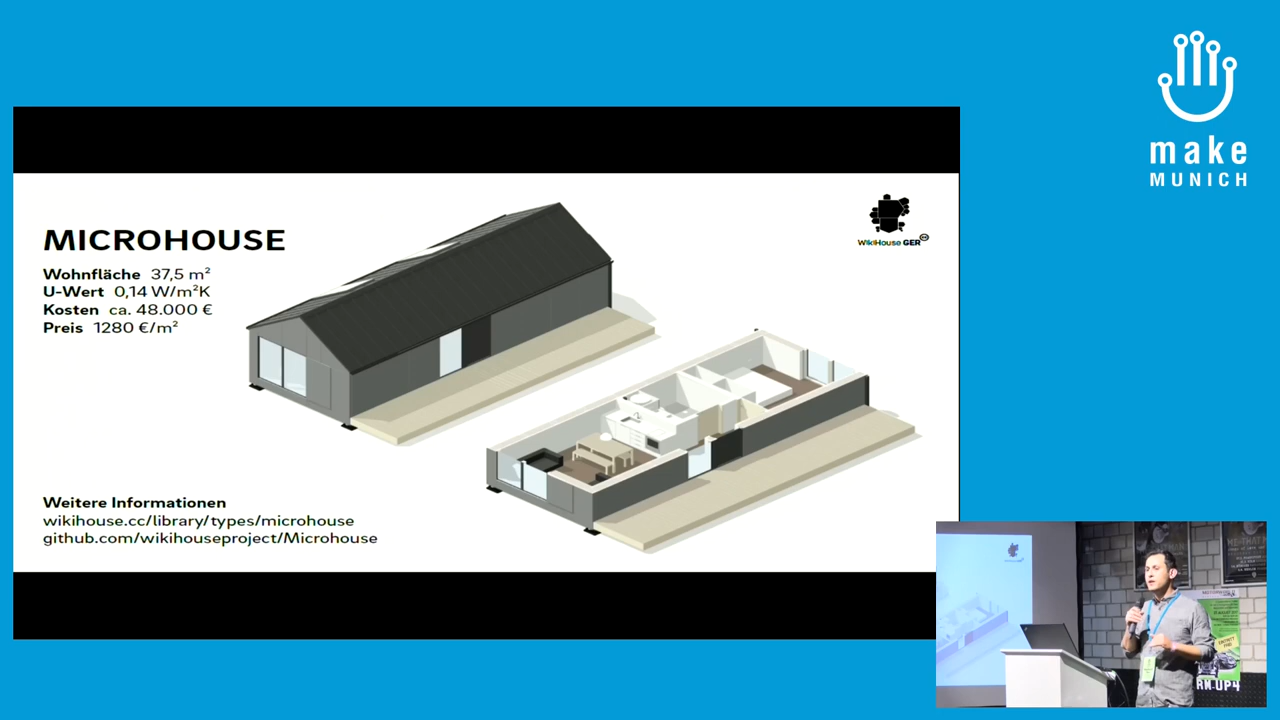 make
MUNICH
MICROHOUSE
WikiHouse GER
Wohnfläche 37,5 m²
U-Wert 0,14 W/m²K
Kosten ca. 48.000 €
Preis 1280 €/m²
Weitere Informationen
wikihouse.cc/library/types/microhouse
github.com/wikihouseproject/Microhouse